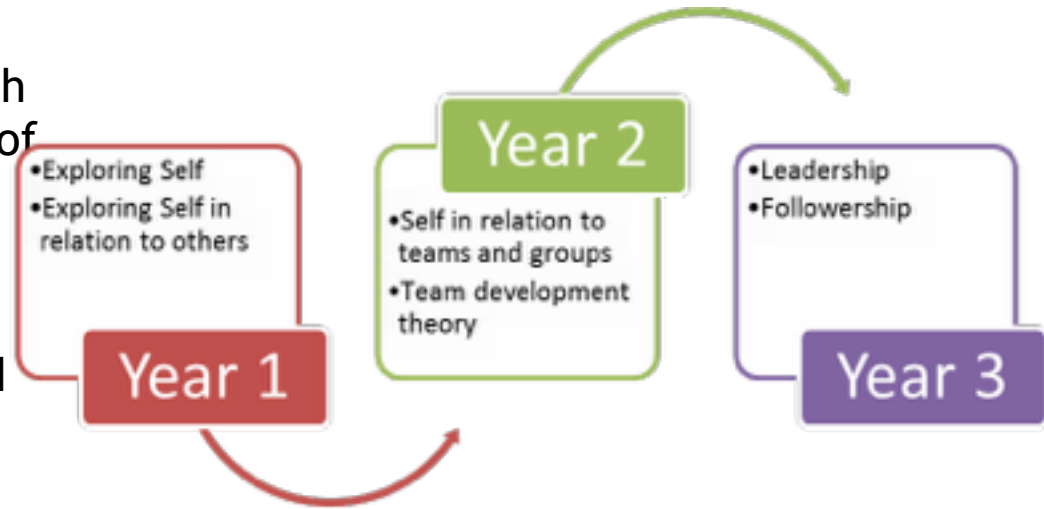 h
of
•Exploring Self
•Exploring Self in
relation to others
Year 1
Year 2
•Self in relation to
teams and groups
•Team development
theory
•Leadership
•Followership
Year 3